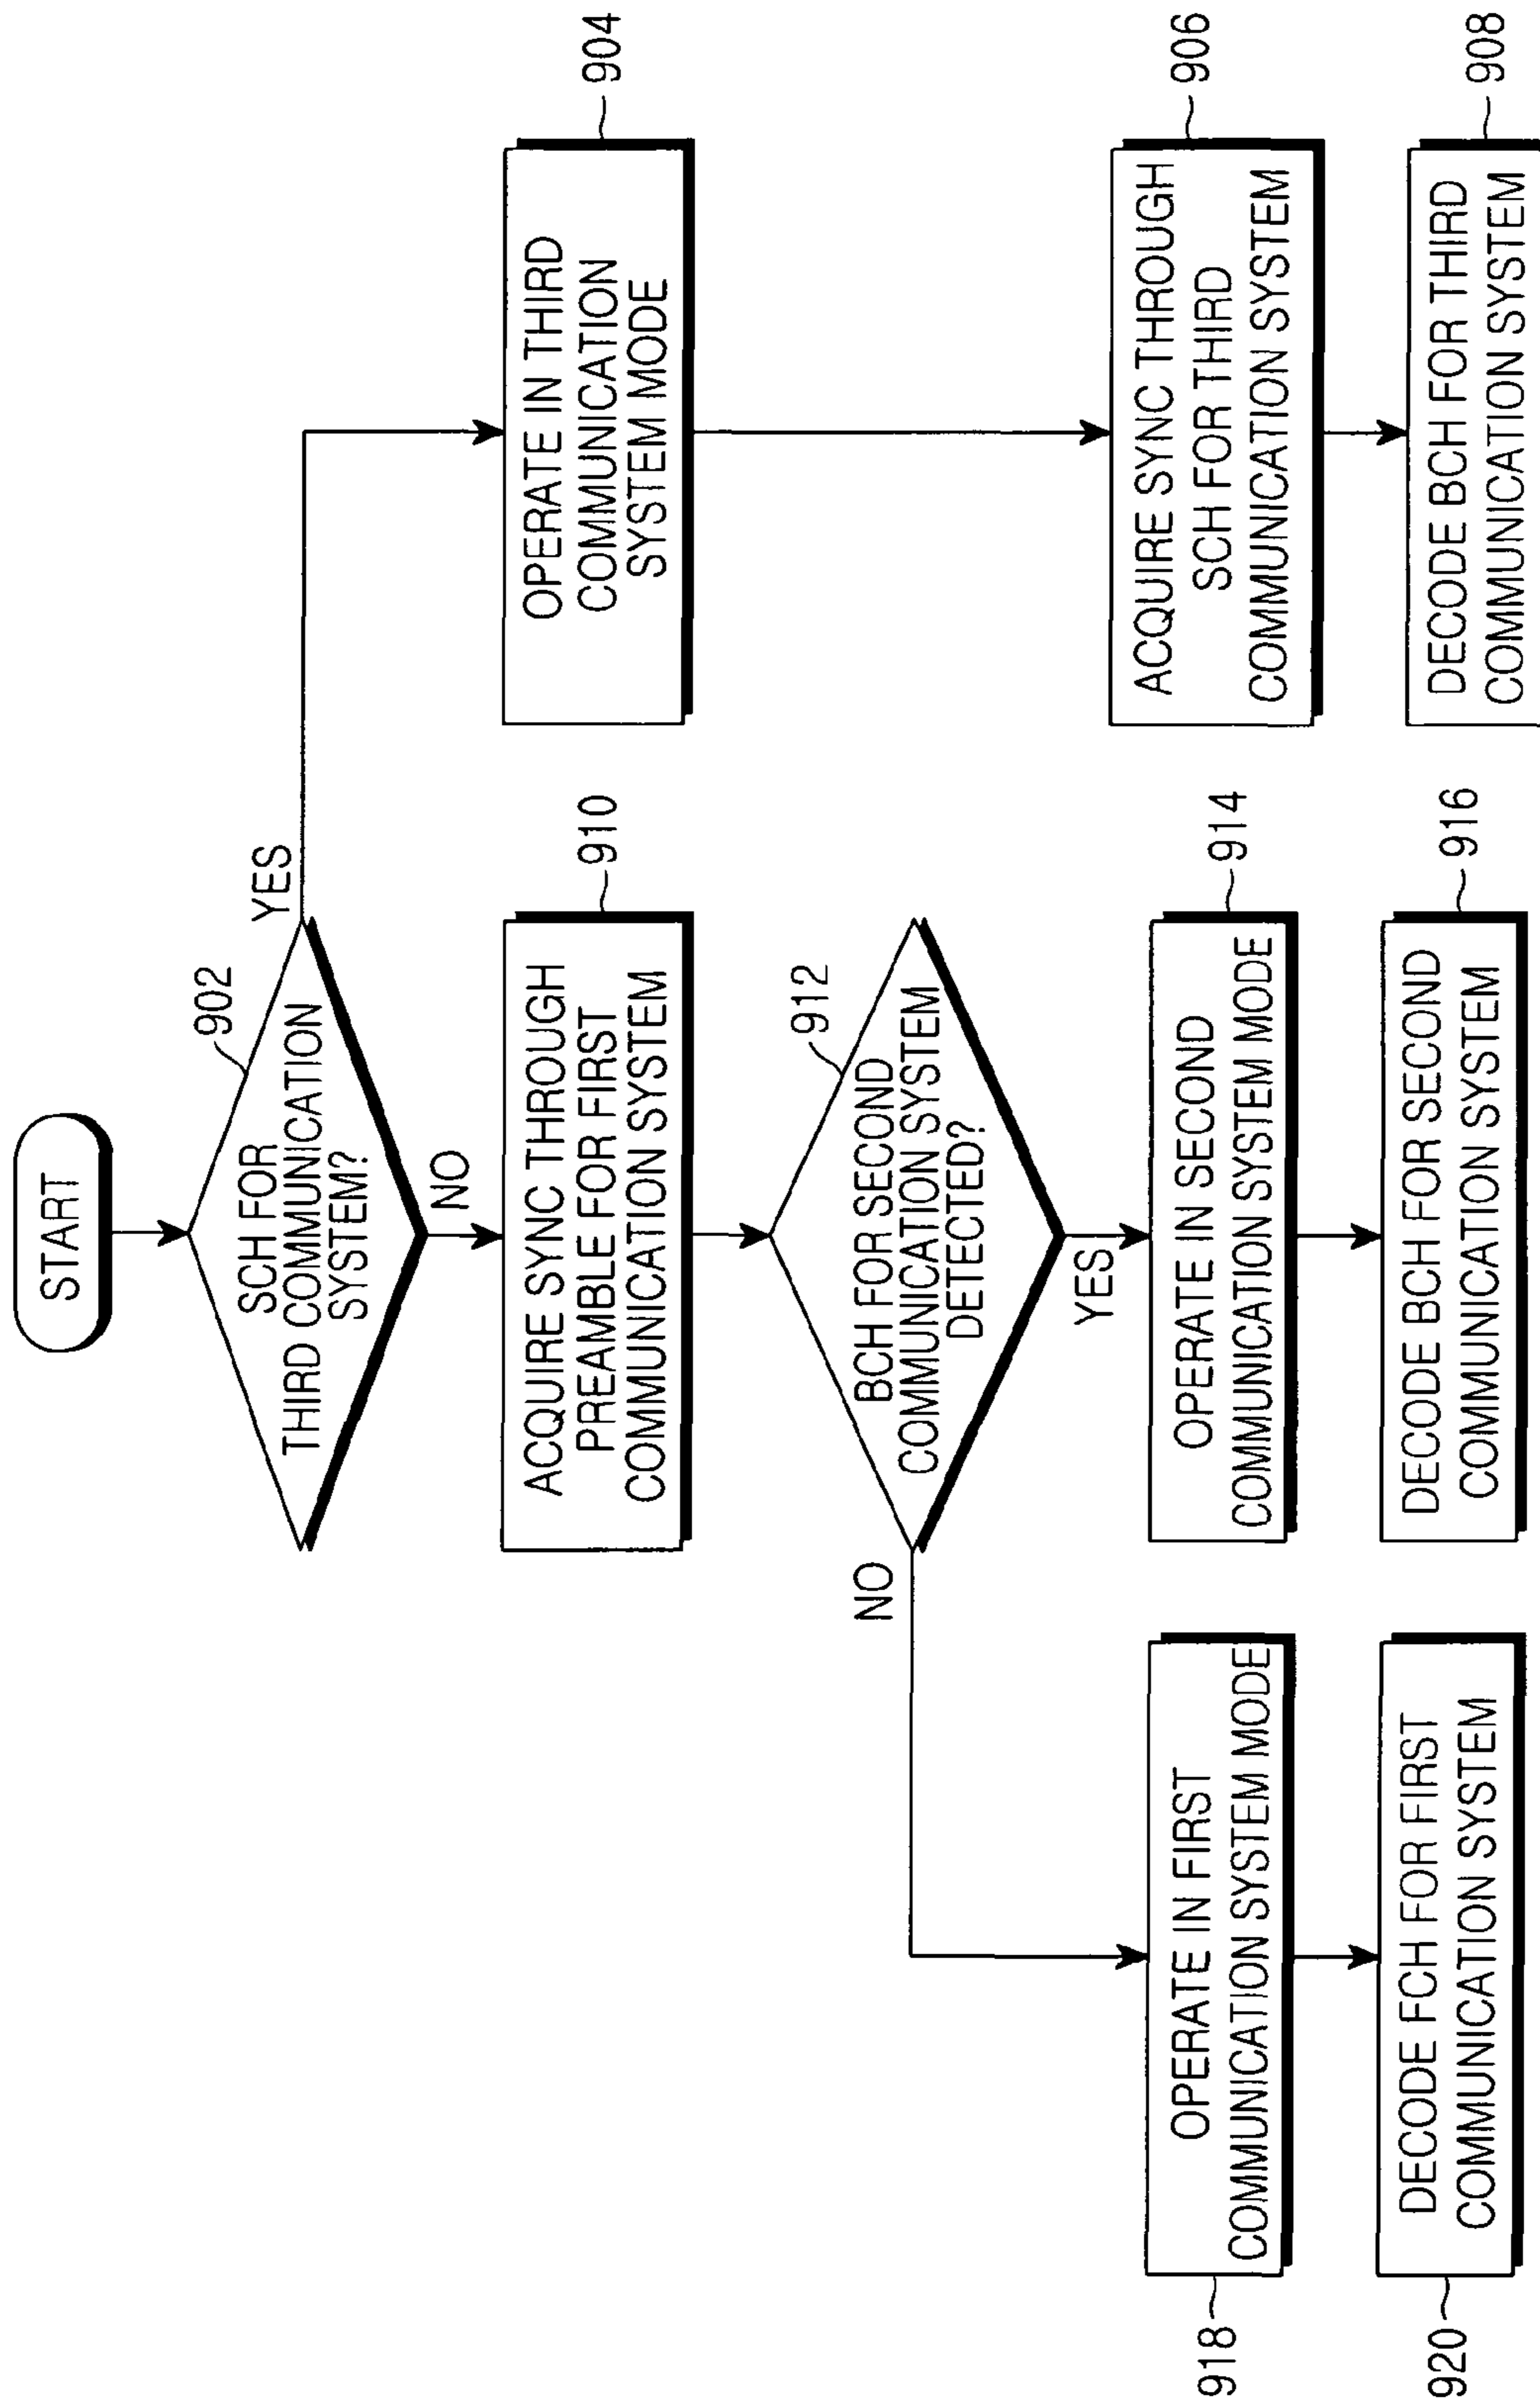 START
902
SCH FOR
THIRD COMMUNICATION
SYSTEM?
YES
NO
OPERATE IN THIRD
COMMUNICATION
SYSTEM MODE
904
ACQUIRE SYNC THROUGH
PREAMBLE FOR FIRST
COMMUNICATION SYSTEM
910
912
BCH FOR SECOND
COMMUNICATION SYSTEM
DETECTED?
NO
YES
ACQUIRE SYNC THROUGH
SCH FOR THIRD
COMMUNICATION SYSTEM
906
918
OPERATE IN FIRST
COMMUNICATION SYSTEM MODE
OPERATE IN SECOND
COMMUNICATION SYSTEM MODE
914
920
DECODE FCH FOR FIRST
COMMUNICATION SYSTEM
DECODE BCH FOR SECOND
COMMUNICATION SYSTEM
916
DECODE BCH FOR THIRD
COMMUNICATION SYSTEM
908